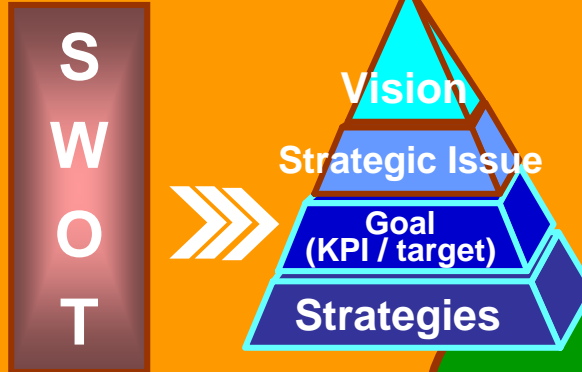 S
W
O
T
Vision
Strategic Issue
Goal
(KPI / target)
Strategies